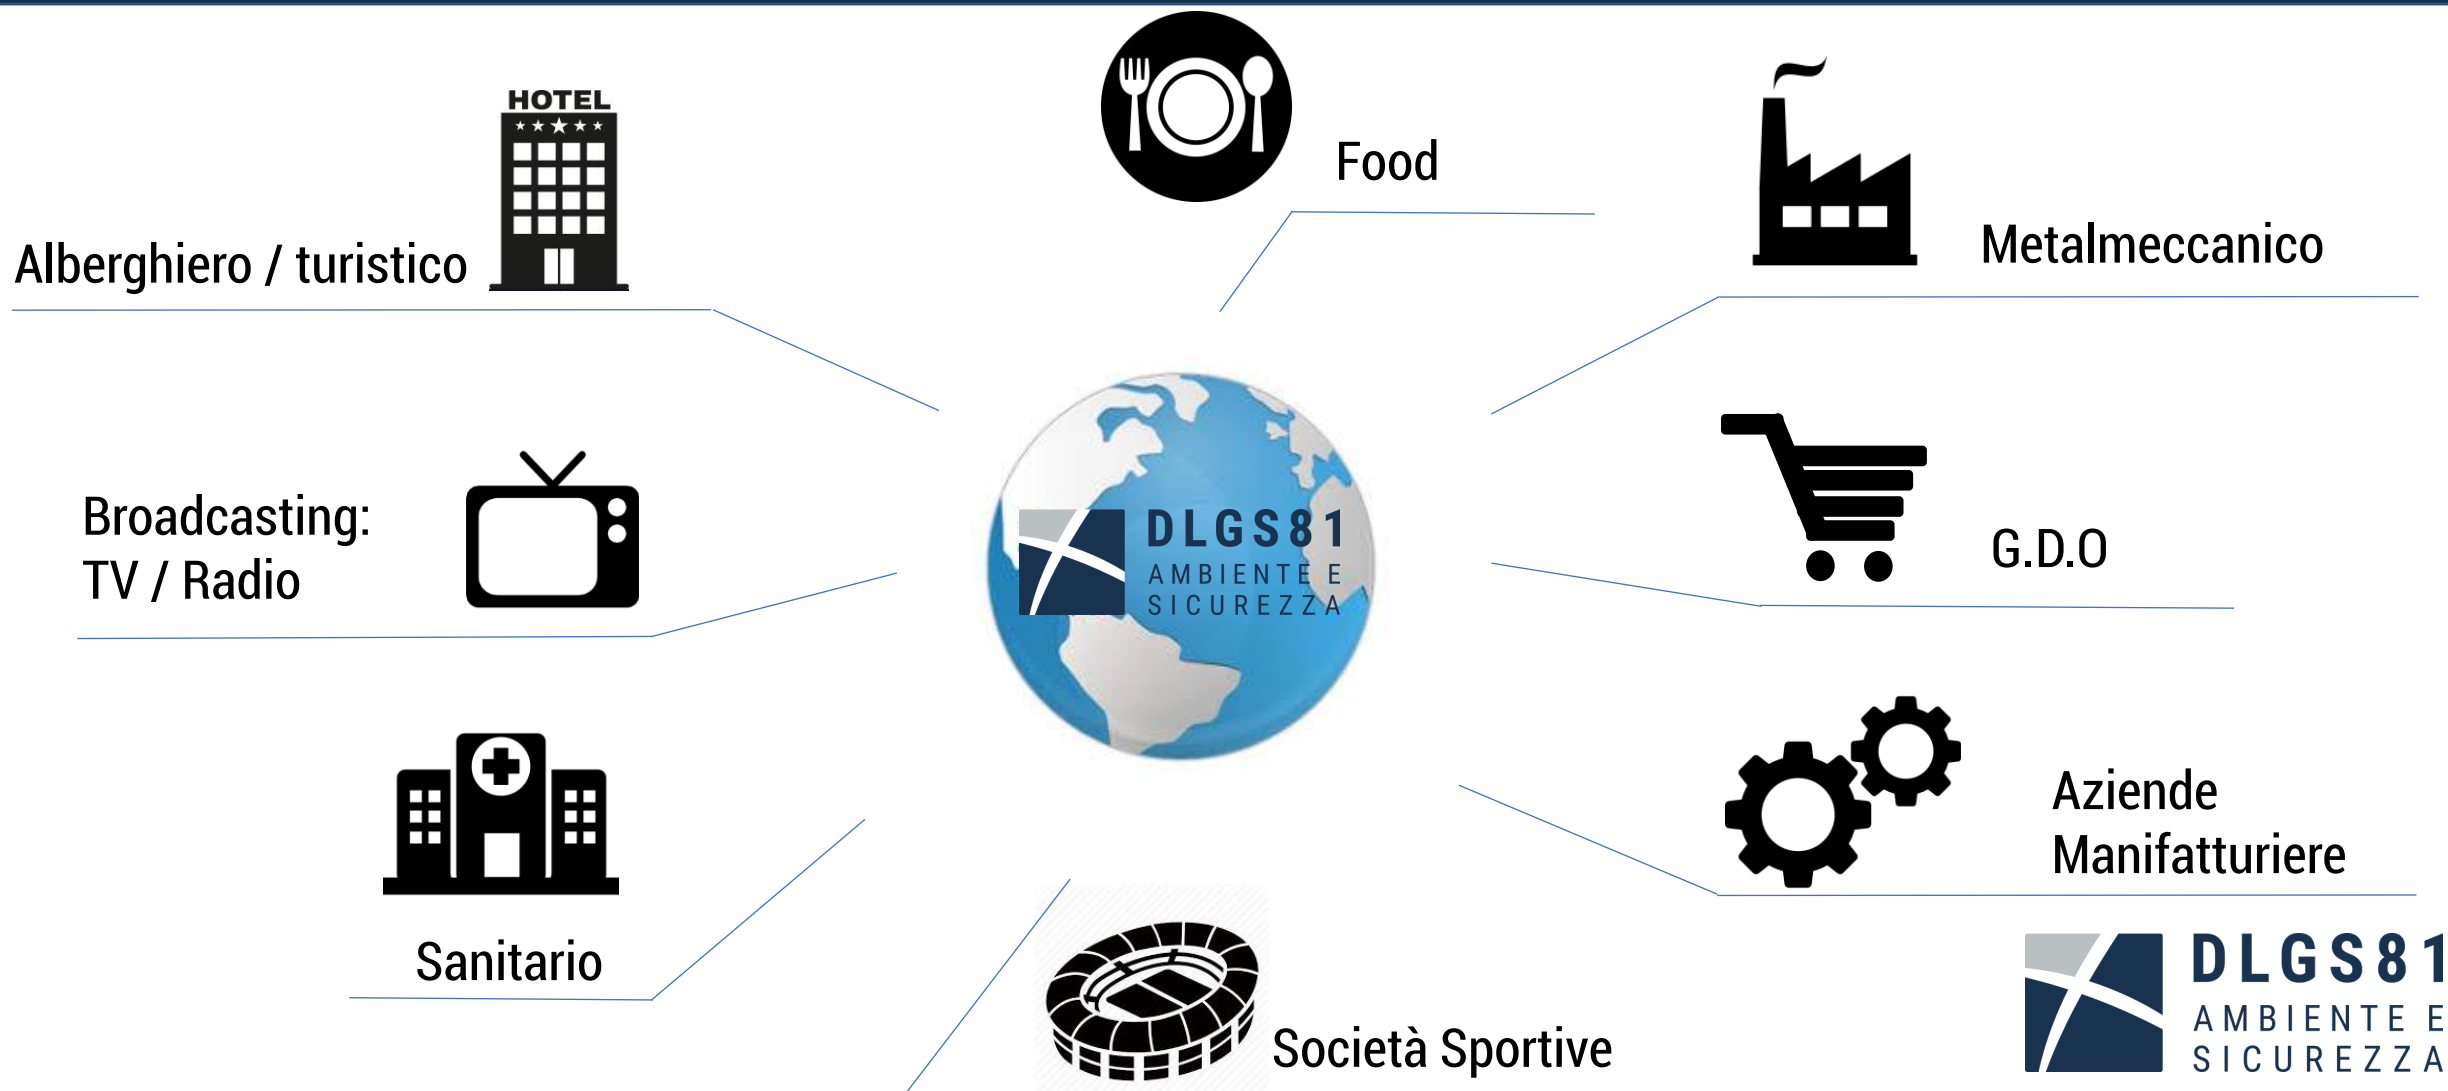 HOTEL
Food
Alberghiero / turistico
Metalmeccanico
Broadcasting:
TV / Radio
DLGS81
AMBIENTE E
SICUREZZA
G.D.O
Aziende
Manifatturiere
Sanitario
Società Sportive
DLGS81
AMBIENTE E
SICUREZZA